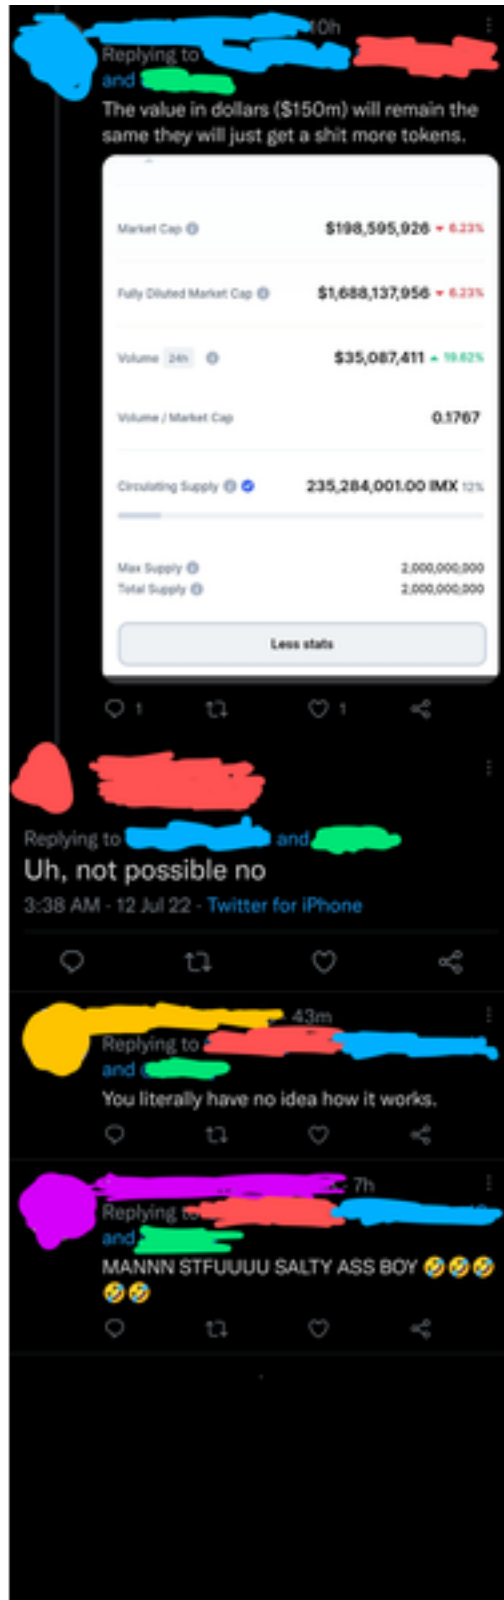 10h
Replying to
and
The value in dollars ($150m) will remain the
same they will just get a shit more tokens.
Market Cap $198,595,926 6.23%
Fully Diluted Market Cap $1,688,137,956 6.23%
Volume 24h $35,087,411 19.62%
Volume / Market Cap 0.1767
Circulating Supply 235,284,001.00 IMX 12%
Max Supply 2,000,000,000
Total Supply 2,000,000,000
Less stats
1 1
Replying to and
Uh, not possible no
3:38 AM - 12 Jul 22 - Twitter for iPhone
43m
Replying to
and
You literally have no idea how it works.
7h
Replying to
and
MANNN STFUUUU SALTY ASS BOY 🤣🤣🤣
🤣🤣